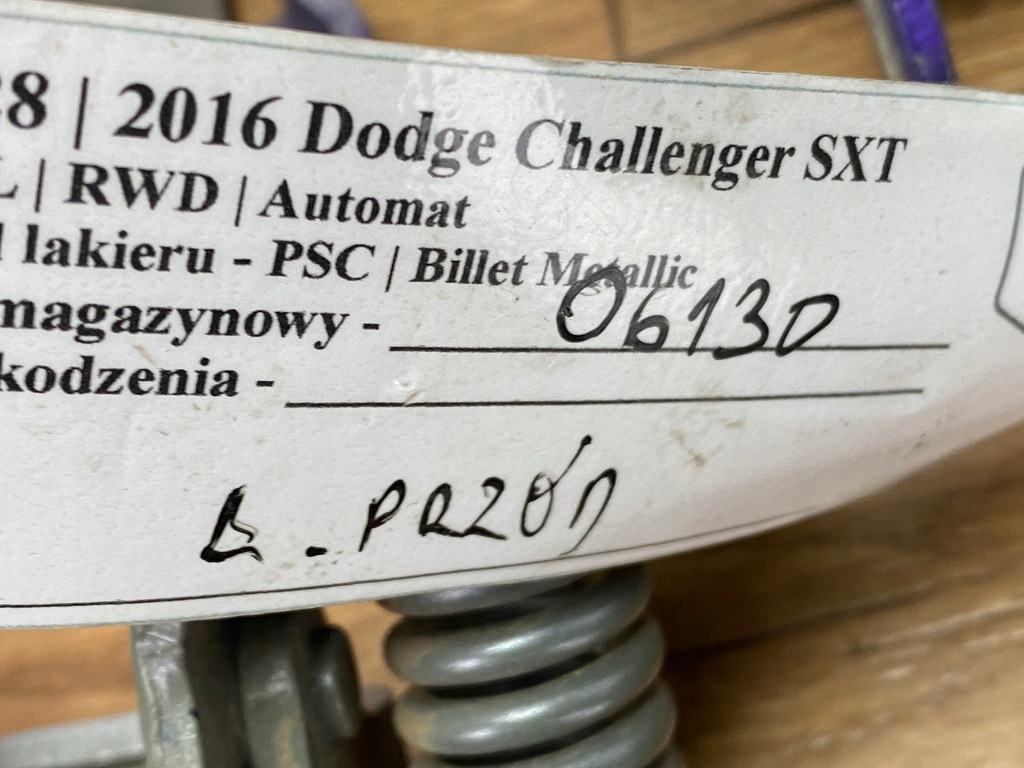 28 | 2016 Dodge Challenger SXT
L | RWD | Automat
lakieru - PSC | Billet Metallic
magazynowy - 06130
kodzenia -
L. PRZÓD